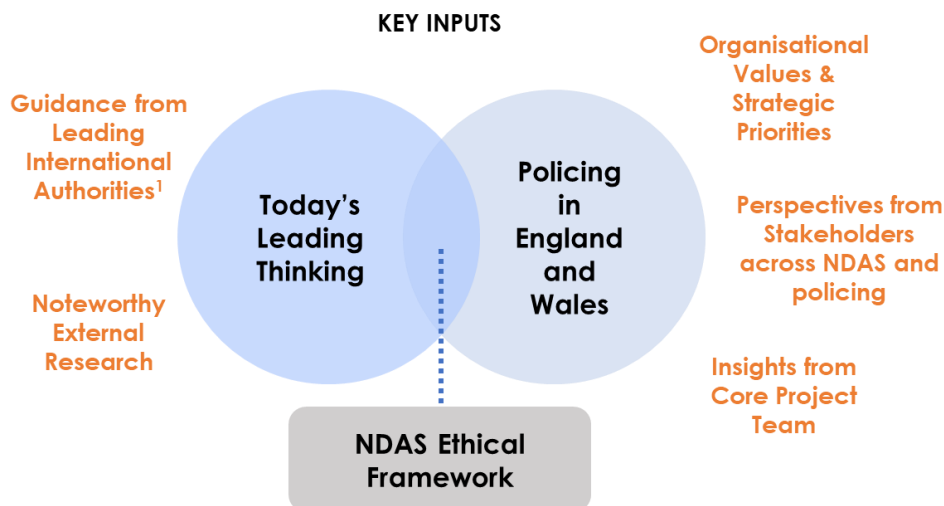 KEY INPUTS
Guidance from
Leading
International
Authorities¹
Noteworthy
External
Research
Today's
Leading
Thinking
Policing
in
England
and
Wales
Organisational
Values &
Strategic
Priorities
Perspectives from
Stakeholders
across NDAS and
policing
Insights from
Core Project
Team
NDAS Ethical
Framework